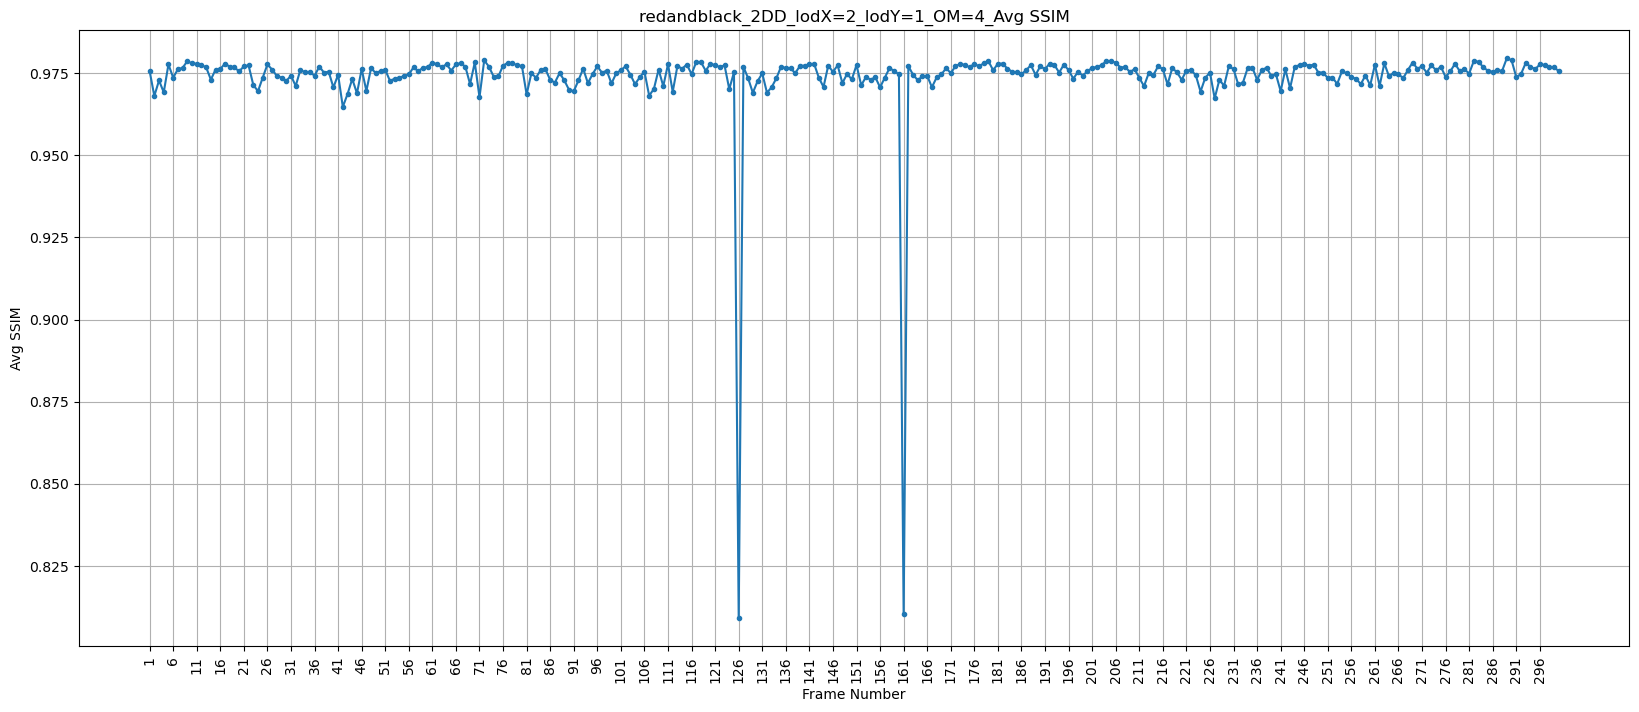 redandblack_2DD_lodX=2_lodY=1_OM=4_Avg SSIM
0.975
0.950
0.925
0.900
0.875
0.850
0.825
Avg SSIM
1 6 11 16 21 26 31 36 41 46 51 56 61 66 71 76 81 86 91 96 101 106 111 116 121 126 131 136 141 146 151 156 161 166 171 176 181 186 191 196 201 206 211 216 221 226 231 236 241 246 251 256 261 266 271 276 281 286 291 296
Frame Number